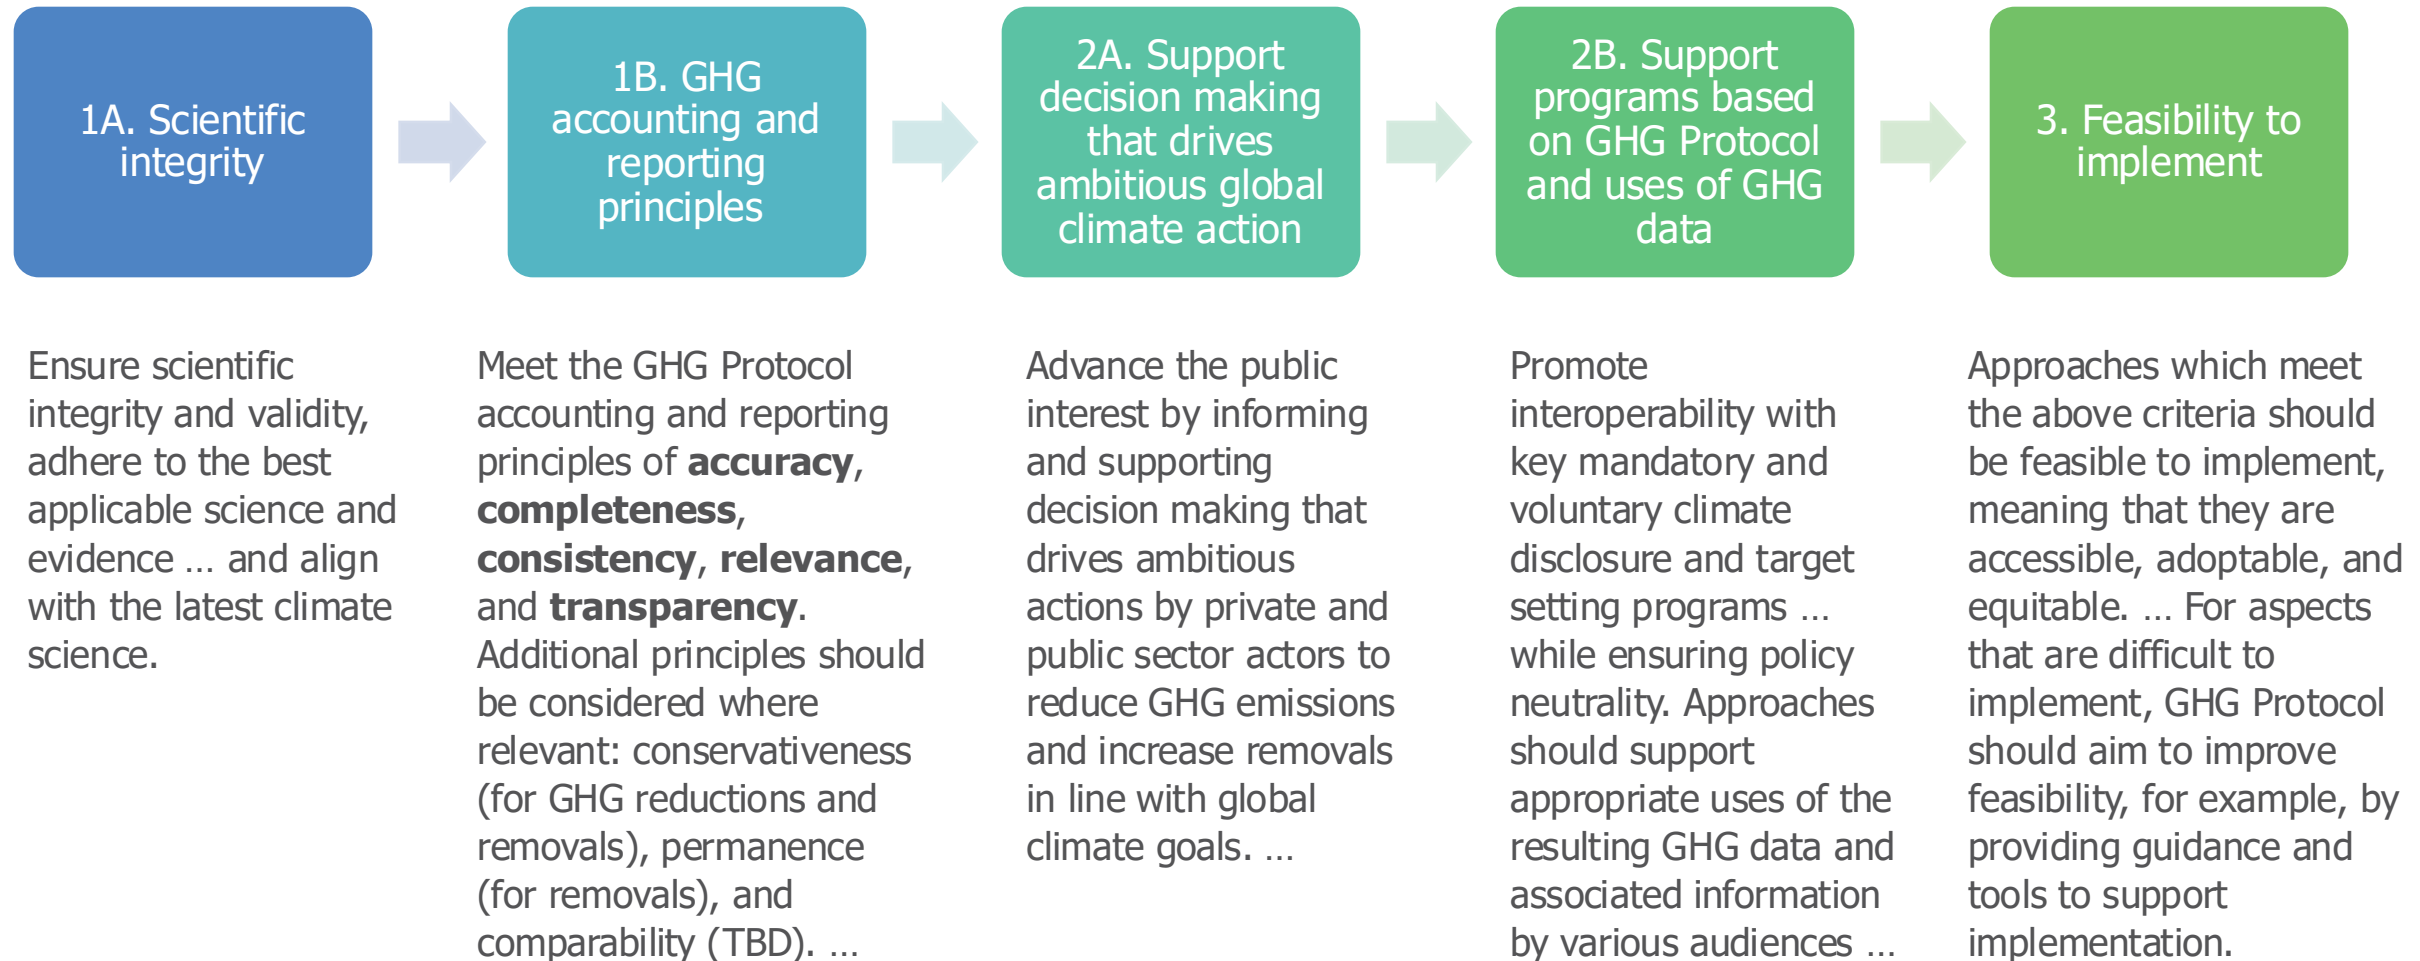 1A. Scientific
integrity
1B. GHG
accounting and
reporting
principles
2A. Support
decision making
that drives
ambitious global
climate action
2B. Support
programs based
on GHG Protocol
and uses of GHG
data
3. Feasibility to
implement
Ensure scientific
integrity and validity,
adhere to the best
applicable science and
evidence … and align
with the latest climate
science.
Meet the GHG Protocol
accounting and reporting
principles of accuracy,
completeness,
consistency, relevance,
and transparency.
Additional principles should
be considered where
relevant: conservativeness
(for GHG reductions and
removals), permanence
(for removals), and
comparability (TBD). …
Advance the public
interest by informing
and supporting
decision making that
drives ambitious
actions by private and
public sector actors to
reduce GHG emissions
and increase removals
in line with global
climate goals. …
Promote
interoperability with
key mandatory and
voluntary climate
disclosure and target
setting programs …
while ensuring policy
neutrality. Approaches
should support
appropriate uses of the
resulting GHG data and
associated information
by various audiences …
Approaches which meet
the above criteria should
be feasible to implement,
meaning that they are
accessible, adoptable, and
equitable. … For aspects
that are difficult to
implement, GHG Protocol
should aim to improve
feasibility, for example, by
providing guidance and
tools to support
implementation.